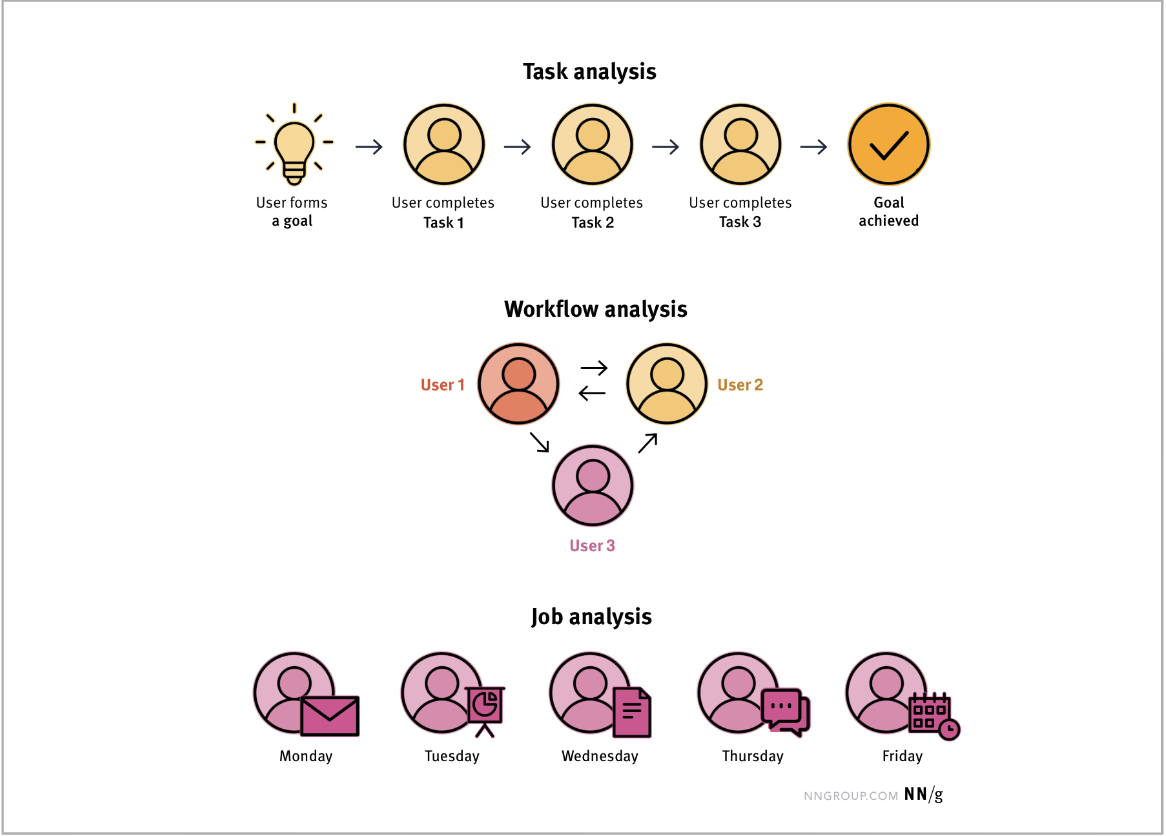 Task analysis
User forms
a goal
User completes
Task 1
User completes
Task 2
User completes
Task 3
Goal
achieved
Workflow analysis
User 1
User 2
User 3
Job analysis
Monday
Tuesday
Wednesday
Thursday
Friday
NNGROUP.COM NN/g